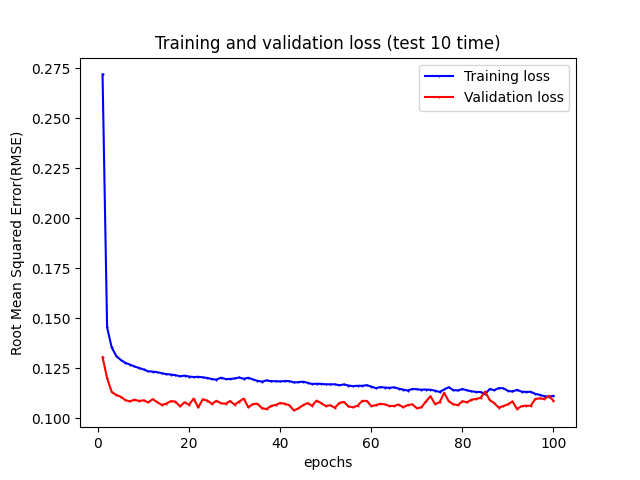 Training and validation loss (test 10 time)
Training loss
Validation loss
Root Mean Squared Error(RMSE)
0.275
0.250
0.225
0.200
0.175
0.150
0.125
0.100
0 20 40 60 80 100
epochs